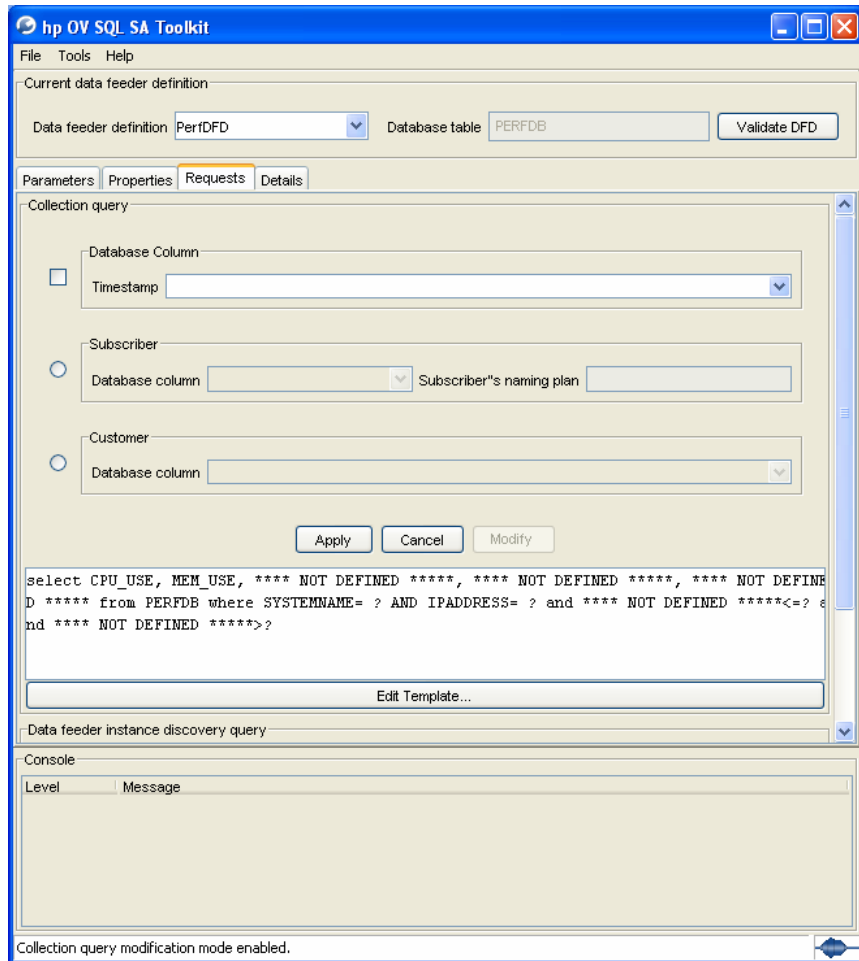 hp OV SQL SA Toolkit
File Tools Help
Current data feeder definition
Data feeder definition PerfDFD Database table PERFDB Validate DFD
Parameters Properties Requests Details
Collection query
Database Column
Timestamp
Subscriber
Database column Subscriber"s naming plan
Customer
Database column
Apply Cancel Modify
select CPU_USE, MEM_USE, **** NOT DEFINED *****, **** NOT DEFINED *****, **** NOT DEFINE
D ***** from PERFDB where SYSTEMNAME= ? AND IPADDRESS= ? and **** NOT DEFINED *****<=? a
nd **** NOT DEFINED *****>?
Edit Template...
Data feeder instance discovery query
Console
Level Message
Collection query modification mode enabled.